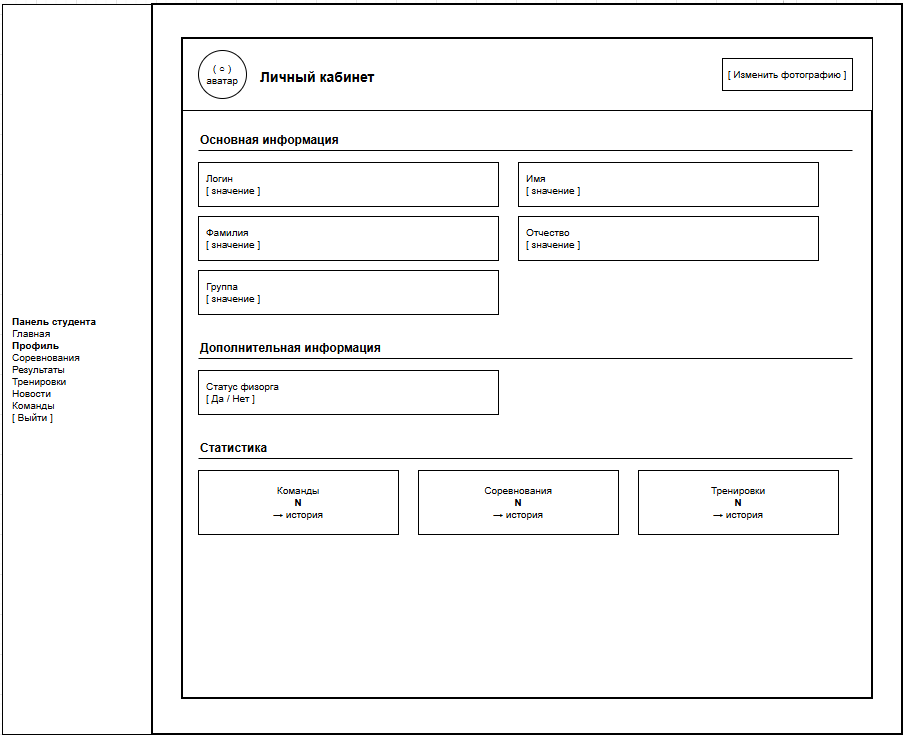 Панель студента
Главная
Профиль
Соревнования
Результаты
Тренировки
Новости
Команды
[ Выйти ]
( ○ )
аватар
Личный кабинет
[ Изменить фотографию ]
Основная информация
Логин
[ значение ]
Имя
[ значение ]
Фамилия
[ значение ]
Отчество
[ значение ]
Группа
[ значение ]
Дополнительная информация
Статус физорга
[ Да / Нет ]
Статистика
Команды
N
→ история
Соревнования
N
→ история
Тренировки
N
→ история